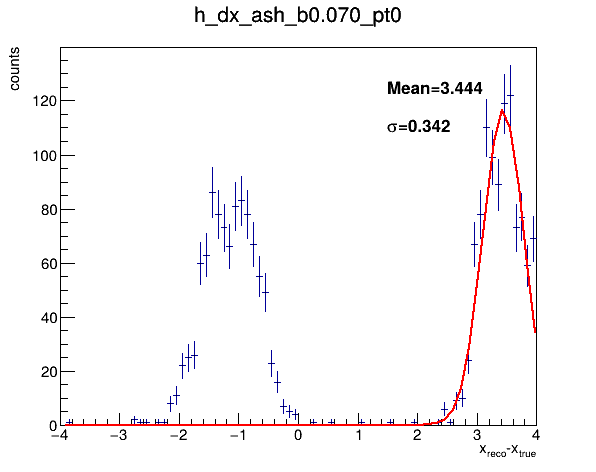 h_dx_ash_b0.070_pt0
counts
Mean=3.444
σ=0.342
120
100
80
60
40
20
0
−4 −3 −2 −1 0 1 2 3 4
x_reco-x_true